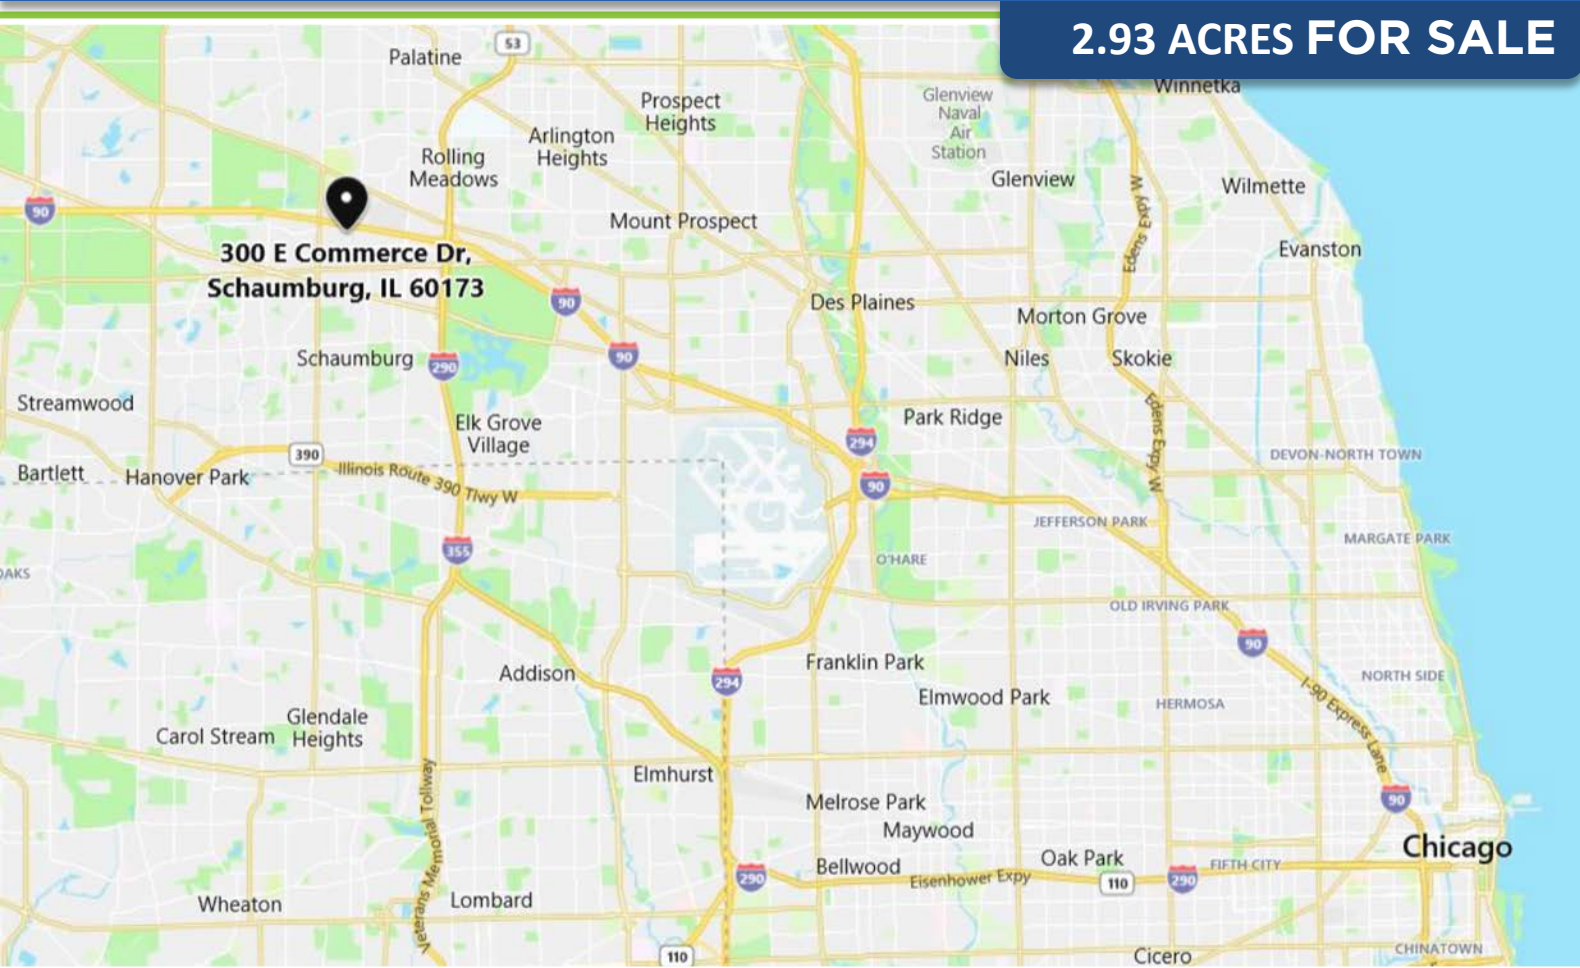 2.93 ACRES FOR SALE
53
Palatine
Winnetka
Prospect
Heights
Glenview
Naval
Air
Station
Arlington
Heights
Rolling
Meadows
Glenview
Wilmette
90
Mount Prospect
Edens Expy W
Evanston
300 E Commerce Dr,
Schaumburg, IL 60173
90
Des Plaines
Morton Grove
Schaumburg
290
90
Niles
Skokie
Streamwood
Elk Grove
Village
Park Ridge
Edens Expy W
294
390
DEVON-NORTH TOWN
Bartlett
Hanover Park
Illinois Route 390 Tlwy W
90
JEFFERSON PARK
MARGATE PARK
355
O'HARE
OAKS
OLD IRVING PARK
90
Addison
294
Franklin Park
NORTH SIDE
Elmwood Park
HERMOSA
I-90 Express Lane
Glendale
Heights
Carol Stream
Elmhurst
Veterans Memorial Tollway
Melrose Park
90
Maywood
Chicago
Bellwood
Oak Park
FIFTH CITY
290
Eisenhower Expy
110
290
Wheaton
Lombard
110
Cicero
CHINATOWN